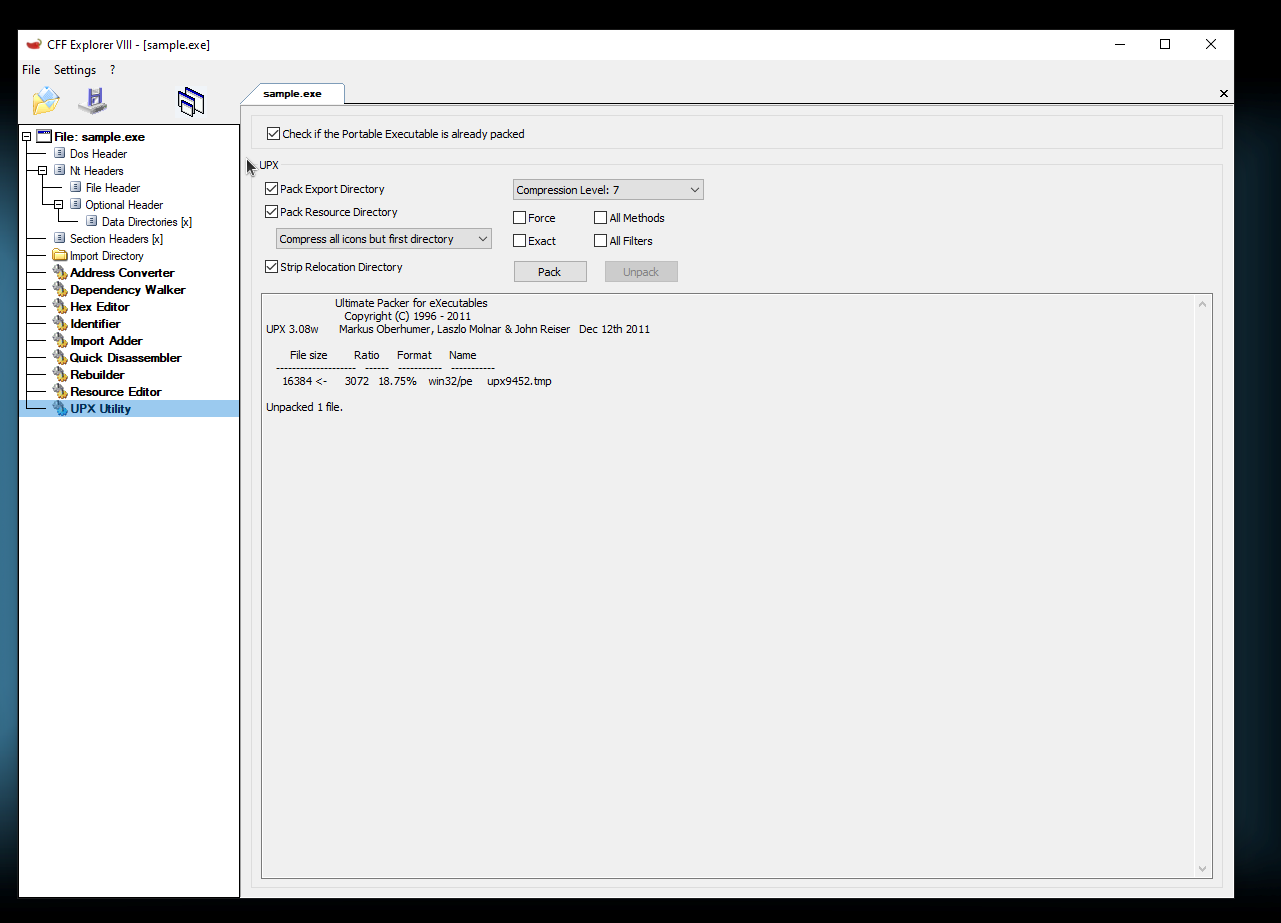 CFF Explorer VIII - [sample.exe]
File Settings ?
sample.exe
File: sample.exe
Dos Header
Nt Headers
File Header
Optional Header
Data Directories [x]
Section Headers [x]
Import Directory
Address Converter
Dependency Walker
Hex Editor
Identifier
Import Adder
Quick Disassembler
Rebuilder
Resource Editor
UPX Utility
Check if the Portable Executable is already packed
UPX
Pack Export Directory
Compression Level: 7
Pack Resource Directory
Force All Methods
Compress all icons but first directory
Exact All Filters
Strip Relocation Directory
Pack Unpack
Ultimate Packer for eXecutables
Copyright (C) 1996 - 2011
UPX 3.08w Markus Oberhumer, Laszlo Molnar & John Reiser Dec 12th 2011
File size Ratio Format Name
-------------------- ------ ----------- -----------
16384 <- 3072 18.75% win32/pe upx9452.tmp
Unpacked 1 file.